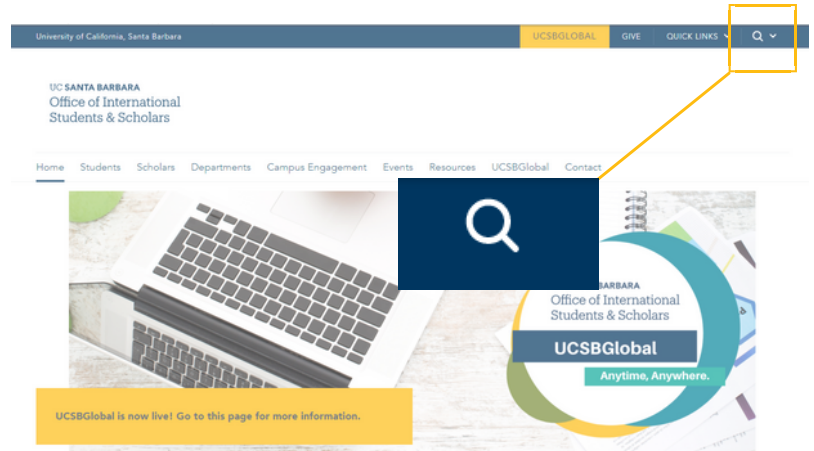 University of California, Santa Barbara
UCSBGLOBAL GIVE QUICK LINKS
UC SANTA BARBARA
Office of International
Students & Scholars
Home Students Scholars Departments Campus Engagement Events Resources UCSBGlobal Contact
Office of International
Students & Scholars
UCSBGlobal
Anytime, Anywhere.
UCSBGlobal is now live! Go to this page for more information.